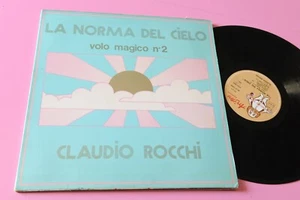 LA NORMA DEL CIELO
volo magico n°2
CLAUDIO ROCCHI